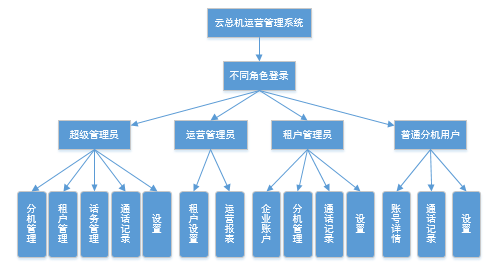 云总机运营管理系统
不同角色登录
超级管理员
运营管理员
租户管理员
普通分机用户
分机管理
租户管理
话务管理
通话记录
设置
租户设置
运营报表
企业账户
分机管理
通话记录
设置
账号详情
通话记录
设置